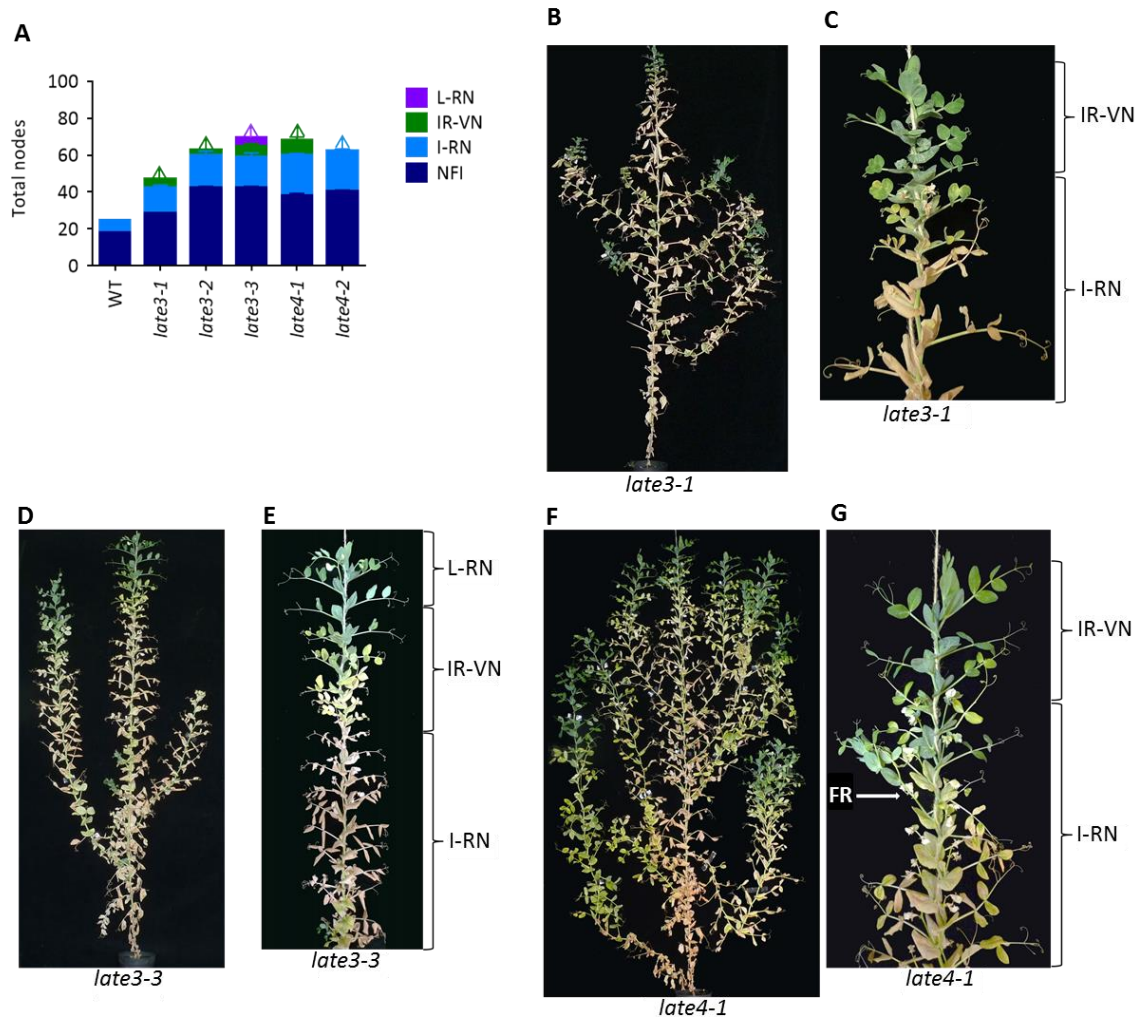 A
100
80
60
40
20
0
Total nodes
WT
late3-1
late3-2
late3-3
late4-1
late4-2
L-RN
IR-VN
I-RN
NFI
B
late3-1
C
IR-VN
I-RN
late3-1
D
late3-3
E
L-RN
IR-VN
I-RN
late3-3
F
late4-1
G
IR-VN
FR
I-RN
late4-1